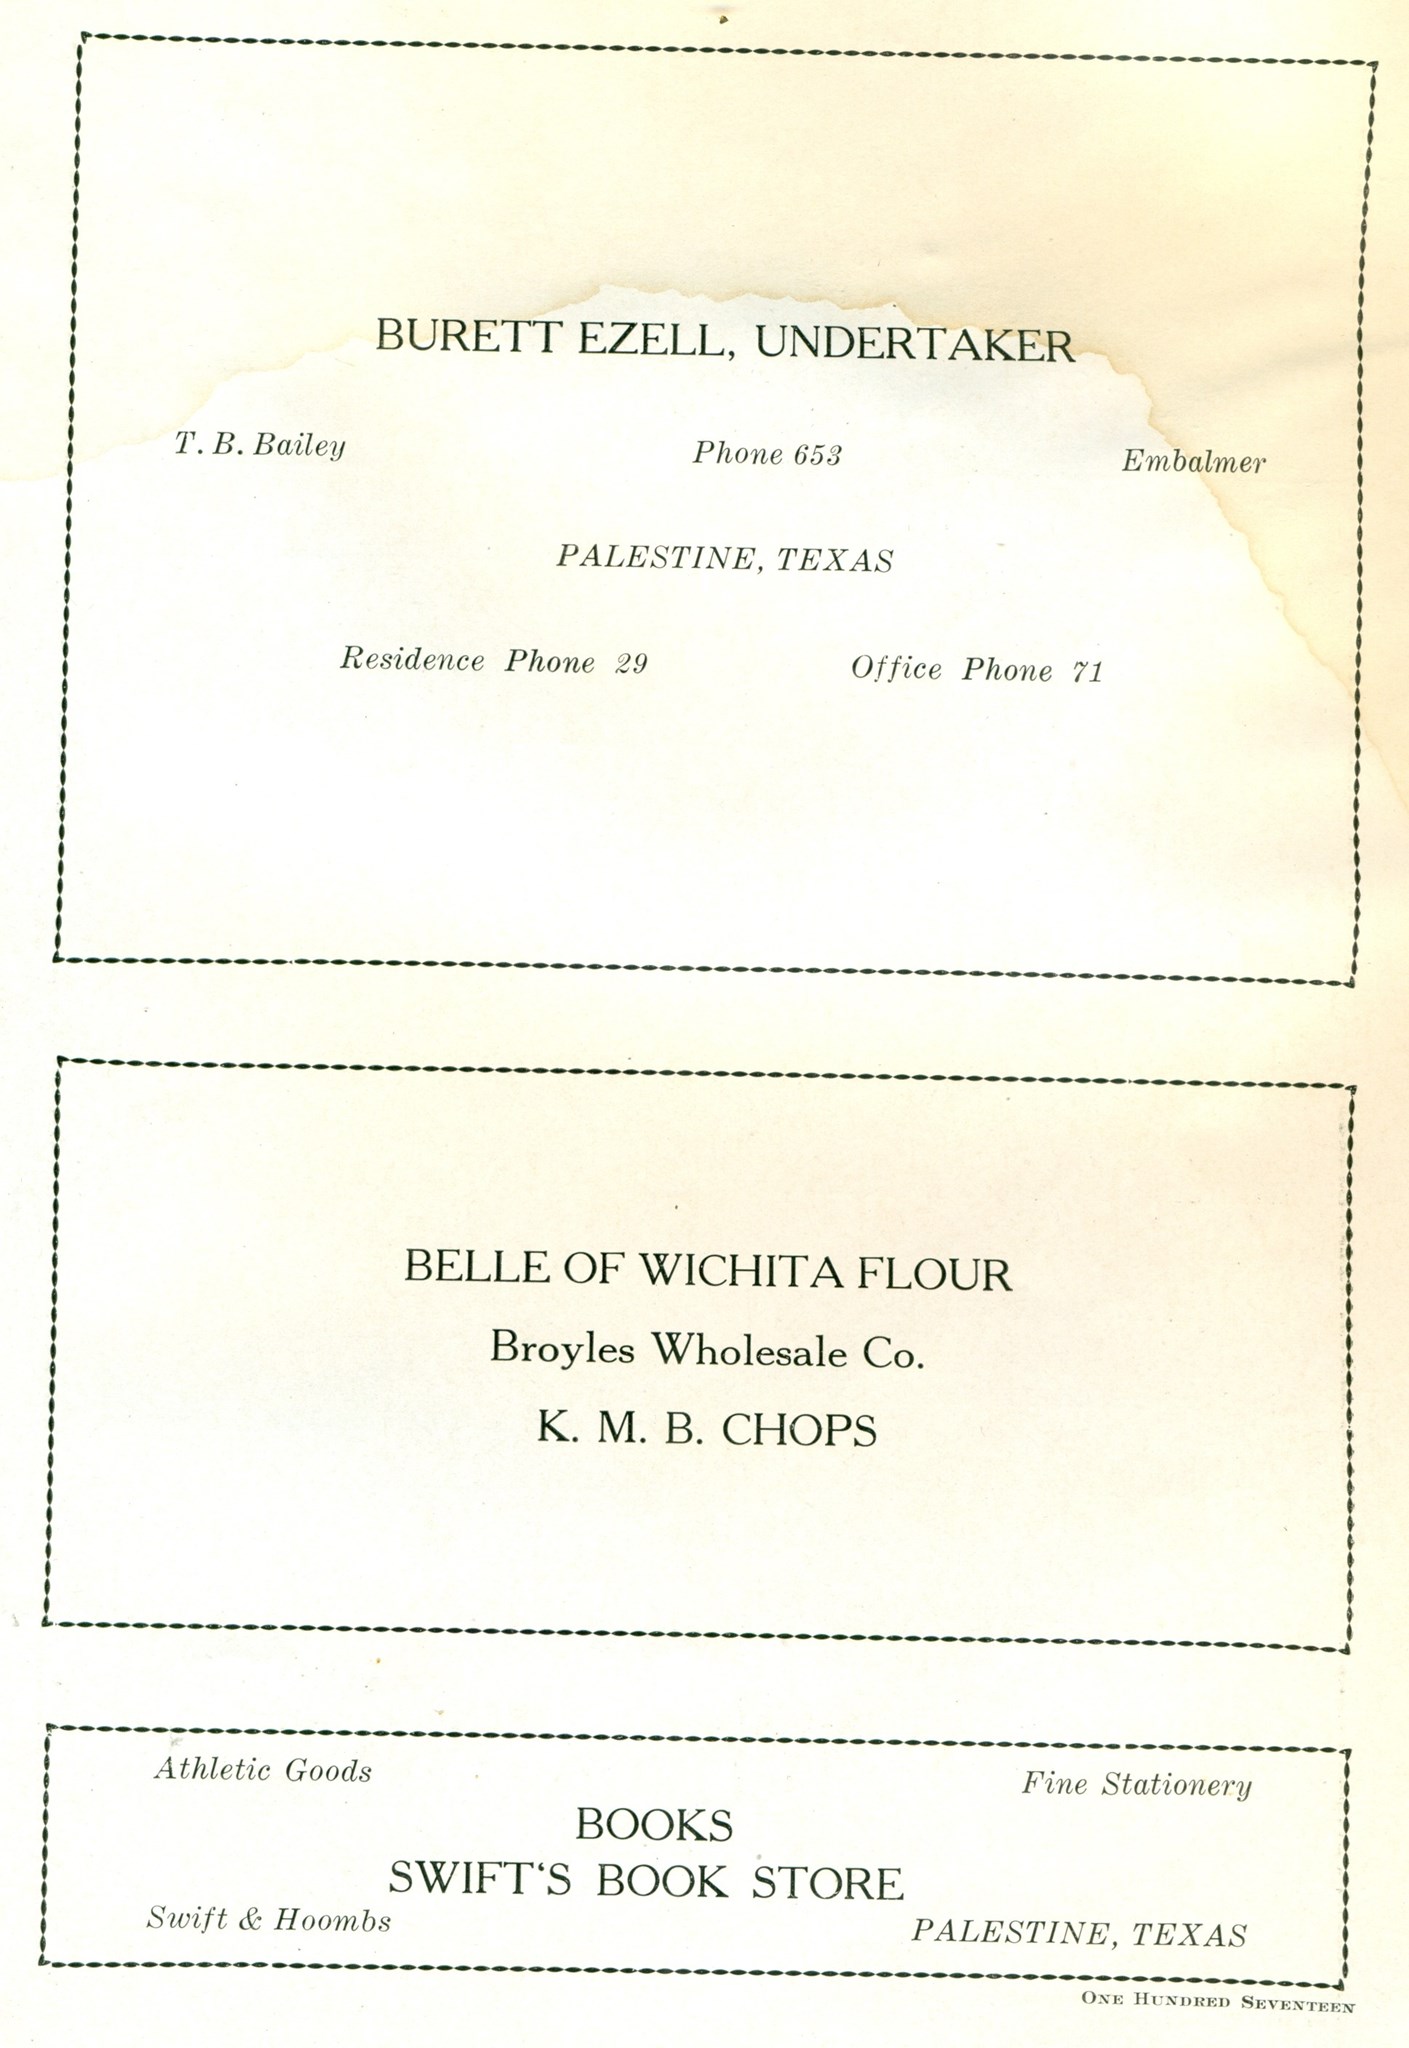 BURETT EZELL, UNDERTAKER
T. B. Bailey Phone 653 Embalmer
PALESTINE, TEXAS
Residence Phone 29 Office Phone 71
BELLE OF WICHITA FLOUR
Broyles Wholesale Co.
K. M. B. CHOPS
Athletic Goods Fine Stationery
BOOKS
SWIFT‘S BOOK STORE
Swift & Hoombs PALESTINE, TEXAS
ONE HUNDRED SEVENTEEN